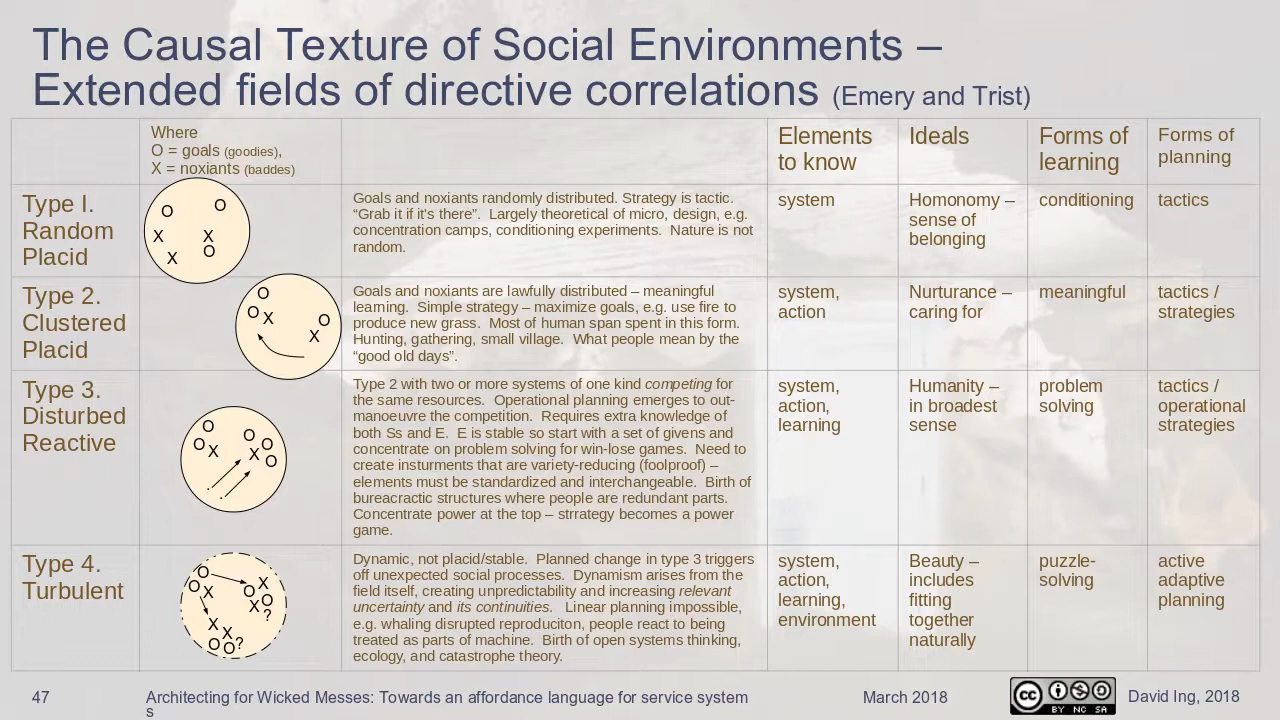 The Causal Texture of Social Environments –
Extended fields of directive correlations (Emery and Trist)
Where
O = goals (goodies),
X = noxiants (baddes)
Elements
to know
Ideals
Forms of
learning
Forms of
planning
Type I.
Random
Placid
O O
X X
X O
Goals and noxiants randomly distributed. Strategy is tactic.
“Grab it if it's there”. Largely theoretical of micro, design, e.g.
concentration camps, conditioning experiments. Nature is not
random.
system
Homonomy –
sense of
belonging
conditioning
tactics
Type 2.
Clustered
Placid
O
O X O
X
Goals and noxiants are lawfully distributed – meaningful
learning. Simple strategy – maximize goals, e.g. use fire to
produce new grass. Most of human span spent in this form.
Hunting, gathering, small village. What people mean by the
“good old days”.
system,
action
Nurturance –
caring for
meaningful
tactics /
strategies
Type 3.
Disturbed
Reactive
O
O X
O O
X O
Type 2 with two or more systems of one kind competing for
the same resources. Operational planning emerges to out-
manoeuvre the competition. Requires extra knowledge of
both Ss and E. E is stable so start with a set of givens and
concentrate on problem solving for win-lose games. Need to
create insturments that are variety-reducing (foolproof) –
elements must be standardized and interchangeable. Birth of
bureacractic structures where people are redundant parts.
Concentrate power at the top – strrategy becomes a power
game.
system,
action,
learning
Humanity –
in broadest
sense
problem
solving
tactics /
operational
strategies
Type 4.
Turbulent
O
O X
X
O O
X ?
X
X
O O ?
Dynamic, not placid/stable. Planned change in type 3 triggers
off unexpected social processes. Dynamism arises from the
field itself, creating unpredictability and increasing relevant
uncertainty and its continuities. Linear planning impossible,
e.g. whaling disrupted reproduciton, people react to being
treated as parts of machine. Birth of open systems thinking,
ecology, and catastrophe theory.
system,
action,
learning,
environment
Beauty –
includes
fitting
together
naturally
puzzle-
solving
active
adaptive
planning
47
Architecting for Wicked Messes: Towards an affordance language for service system
s
March 2018
cc BY NC SA
David Ing, 2018